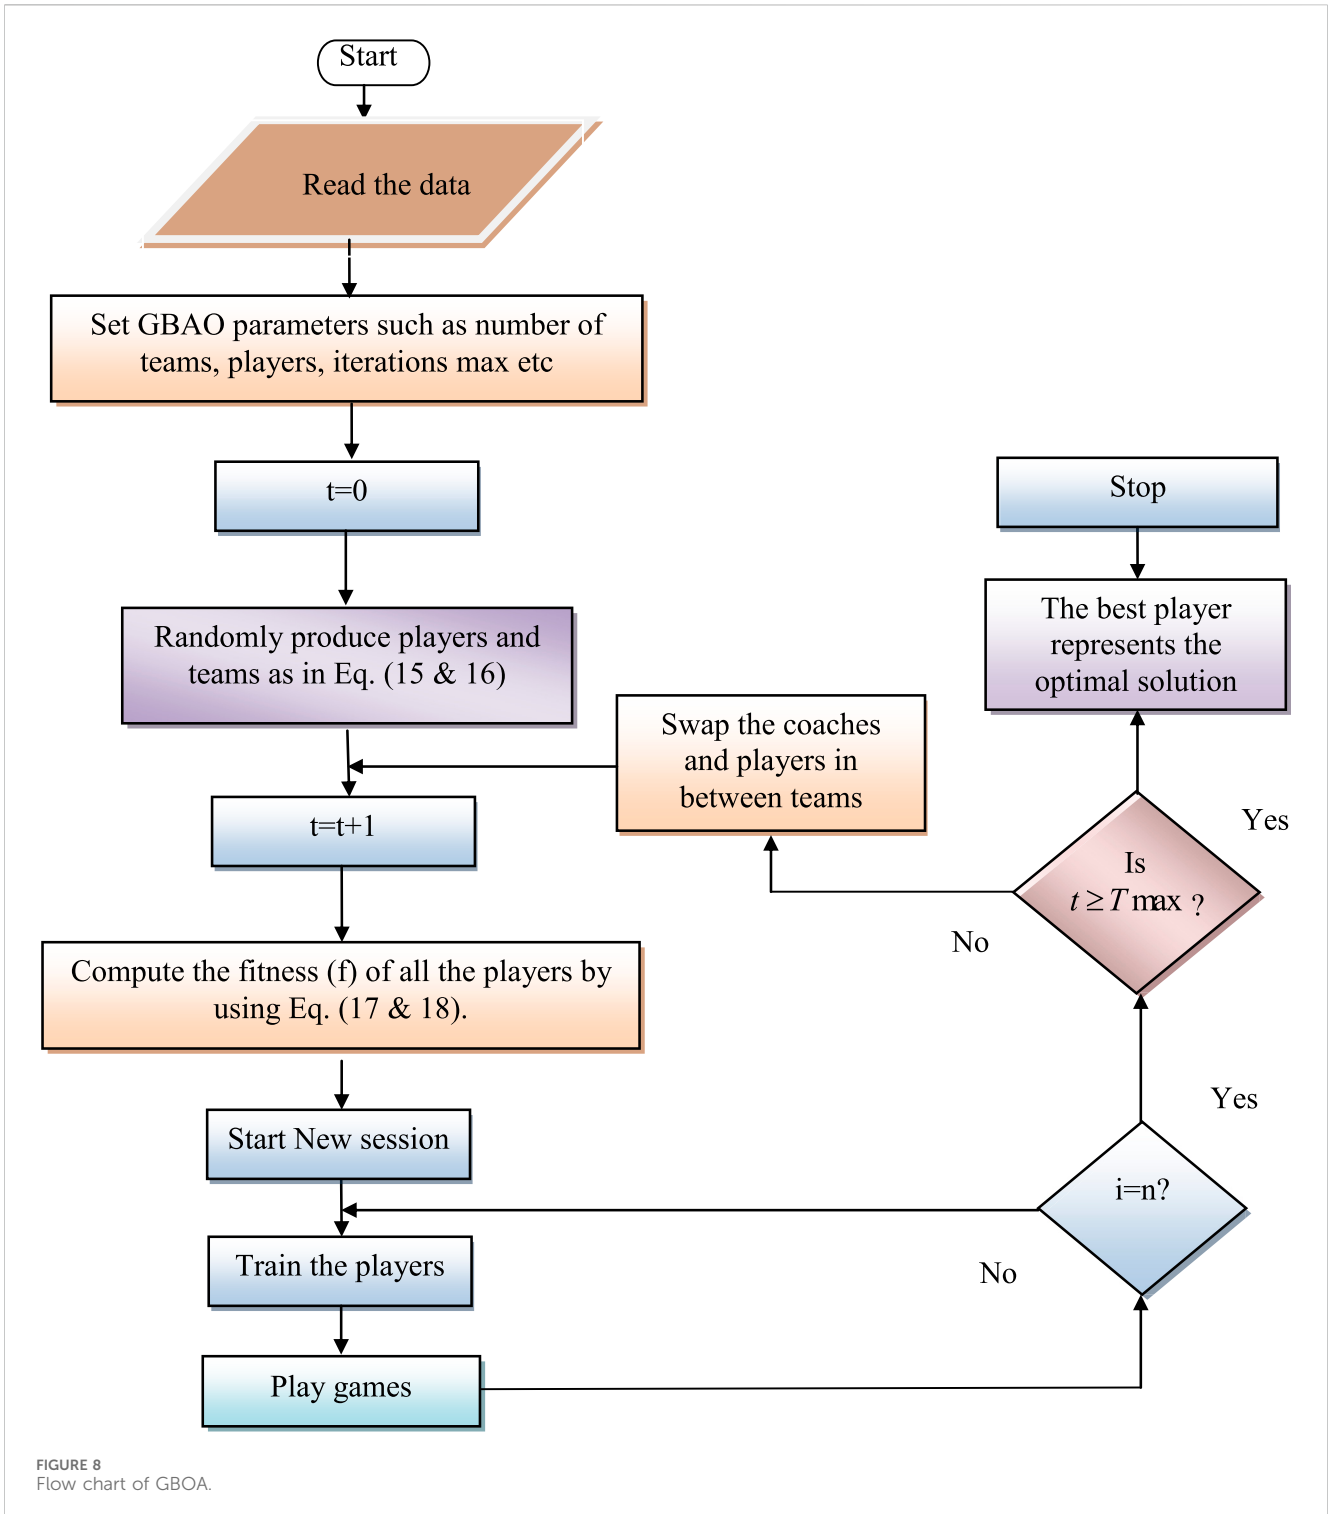 Start
Read the data
Set GBAO parameters such as number of
teams, players, iterations max etc
t=0
Randomly produce players and
teams as in Eq. (15 & 16)
t=t+1
Compute the fitness (f) of all the players by
using Eq. (17 & 18).
Start New session
Train the players
Play games
Swap the coaches
and players in
between teams
Stop
The best player
represents the
optimal solution
Yes
Is
t ≥ T max ?
No
Yes
i=n?
No
FIGURE 8
Flow chart of GBOA.